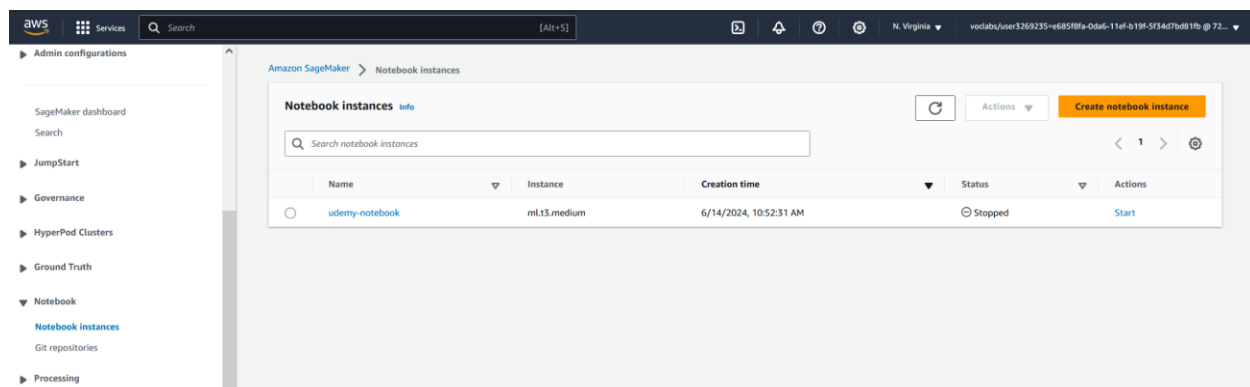 aws Services Search [Alt+S] N. Virginia voclabs/user3269235=e685f8fa-0da6-11ef-b19f-5f34d7bd81fb @ 72...
Admin configurations
SageMaker dashboard
Search
JumpStart
Governance
HyperPod Clusters
Ground Truth
Notebook
Notebook instances
Git repositories
Processing
Amazon SageMaker > Notebook instances
Notebook instances Info
Actions
Create notebook instance
Search notebook instances
1
Name Instance Creation time Status Actions
udemy-notebook ml.t3.medium 6/14/2024, 10:52:31 AM Stopped Start